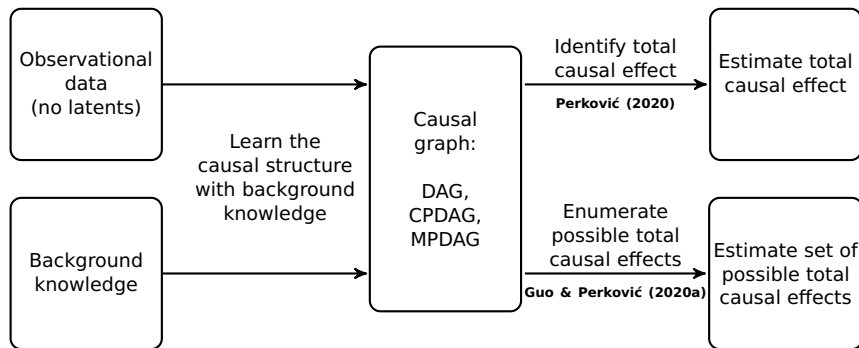 Observational
data
(no latents)
Background
knowledge
Learn the
causal structure
with background
knowledge
Causal
graph:
DAG,
CPDAG,
MPDAG
Identify total
causal effect
Perković (2020)
Enumerate
possible total
causal effects
Guo & Perković (2020a)
Estimate total
causal effect
Estimate set of
possible total
causal effects